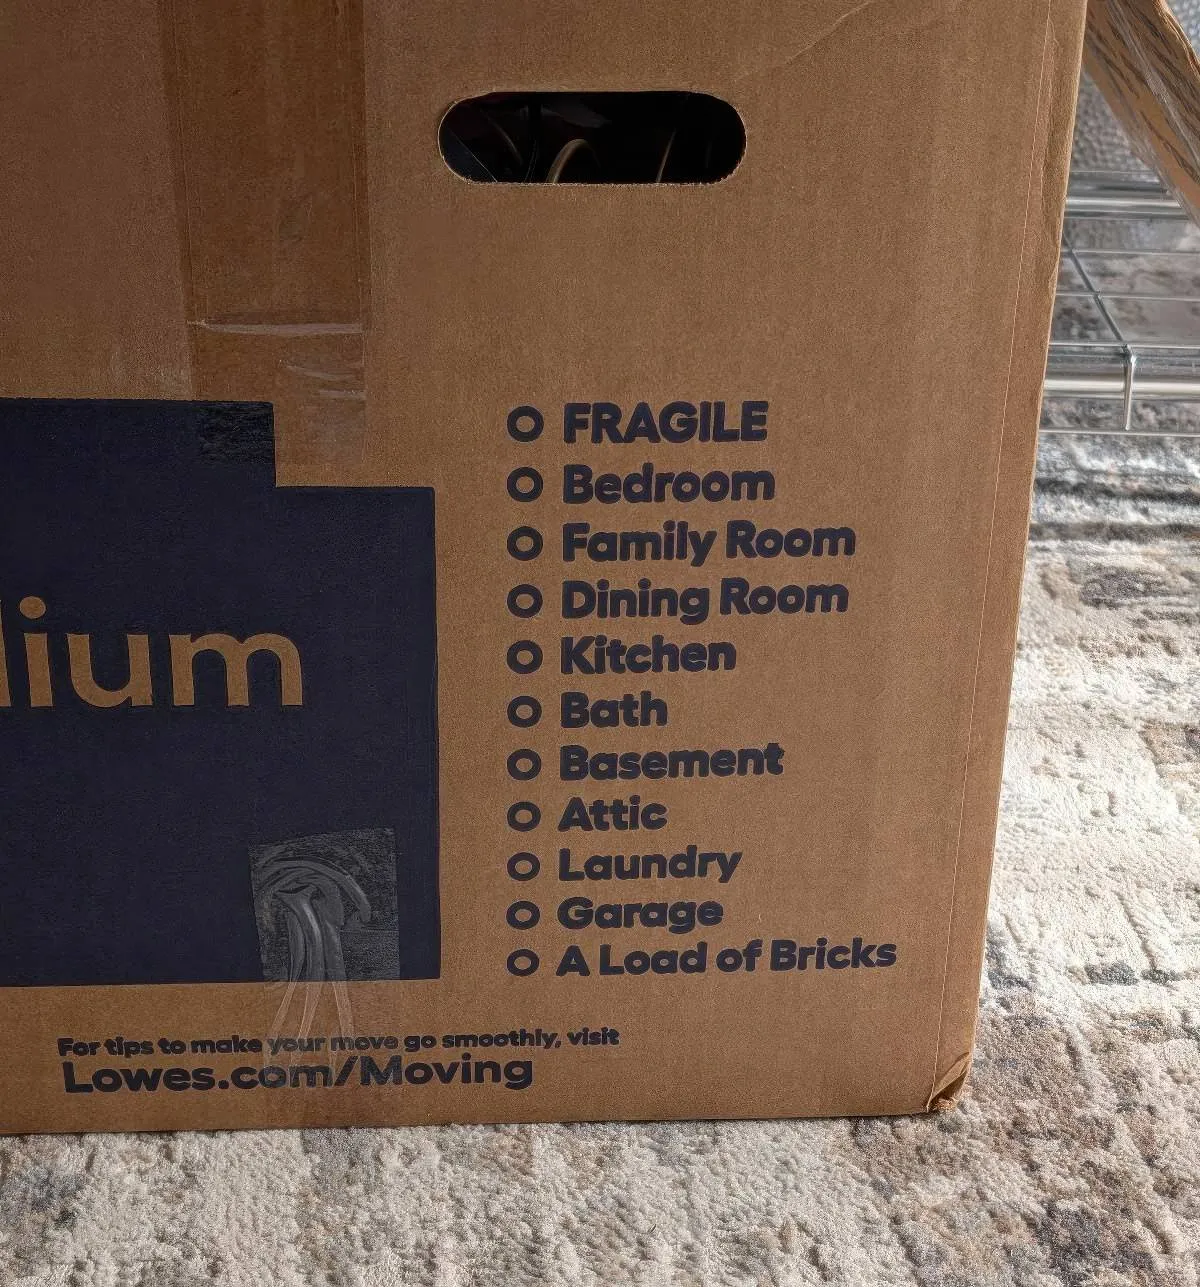 FRAGILE
Bedroom
Family Room
Dining Room
Kitchen
Bath
Basement
Attic
Laundry
Garage
A Load of Bricks
For tips to make your move go smoothly, visit
Lowes.com/Moving